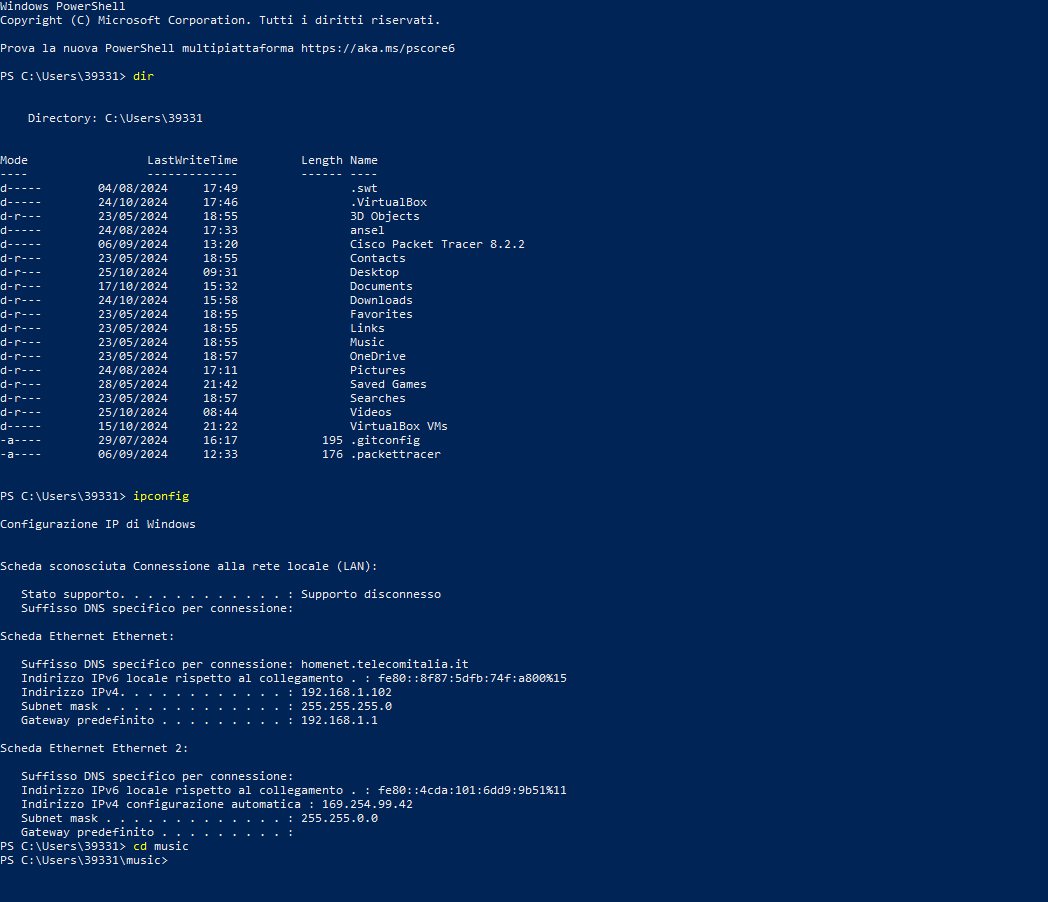 Windows PowerShell
Copyright (C) Microsoft Corporation. Tutti i diritti riservati.
Prova la nuova PowerShell multipiattaforma https://aka.ms/pscore6
PS C:\Users\39331> dir
Directory: C:\Users\39331
Mode LastWriteTime Length Name
---- ------------- ------ ----
d----- 04/08/2024 17:49 .swt
d----- 24/10/2024 17:46 .VirtualBox
d-r--- 23/05/2024 18:55 3D Objects
d----- 24/08/2024 17:33 ansel
d----- 06/09/2024 13:20 Cisco Packet Tracer 8.2.2
d-r--- 23/05/2024 18:55 Contacts
d-r--- 25/10/2024 09:31 Desktop
d-r--- 17/10/2024 15:32 Documents
d-r--- 24/10/2024 15:58 Downloads
d-r--- 23/05/2024 18:55 Favorites
d-r--- 23/05/2024 18:55 Links
d-r--- 23/05/2024 18:55 Music
d-r--- 23/05/2024 18:57 OneDrive
d-r--- 24/08/2024 17:11 Pictures
d-r--- 28/05/2024 21:42 Saved Games
d-r--- 23/05/2024 18:57 Searches
d-r--- 25/10/2024 08:44 Videos
d----- 15/10/2024 21:22 VirtualBox VMs
-a---- 29/07/2024 16:17 195 .gitconfig
-a---- 06/09/2024 12:33 176 .packettracer
PS C:\Users\39331> ipconfig
Configurazione IP di Windows
Scheda sconosciuta Connessione alla rete locale (LAN):
Stato supporto. . . . . . . . . . . . : Supporto disconnesso
Suffisso DNS specifico per connessione:
Scheda Ethernet Ethernet:
Suffisso DNS specifico per connessione: homenet.telecomitalia.it
Indirizzo IPv6 locale rispetto al collegamento . : fe80::8f87:5dfb:74f:a800%15
Indirizzo IPv4. . . . . . . . . . . . : 192.168.1.102
Subnet mask . . . . . . . . . . . . . : 255.255.255.0
Gateway predefinito . . . . . . . . . : 192.168.1.1
Scheda Ethernet Ethernet 2:
Suffisso DNS specifico per connessione:
Indirizzo IPv6 locale rispetto al collegamento . : fe80::4cda:101:6dd9:9b51%11
Indirizzo IPv4 configurazione automatica : 169.254.99.42
Subnet mask . . . . . . . . . . . . . : 255.255.0.0
Gateway predefinito . . . . . . . . . :
PS C:\Users\39331> cd music
PS C:\Users\39331\music>